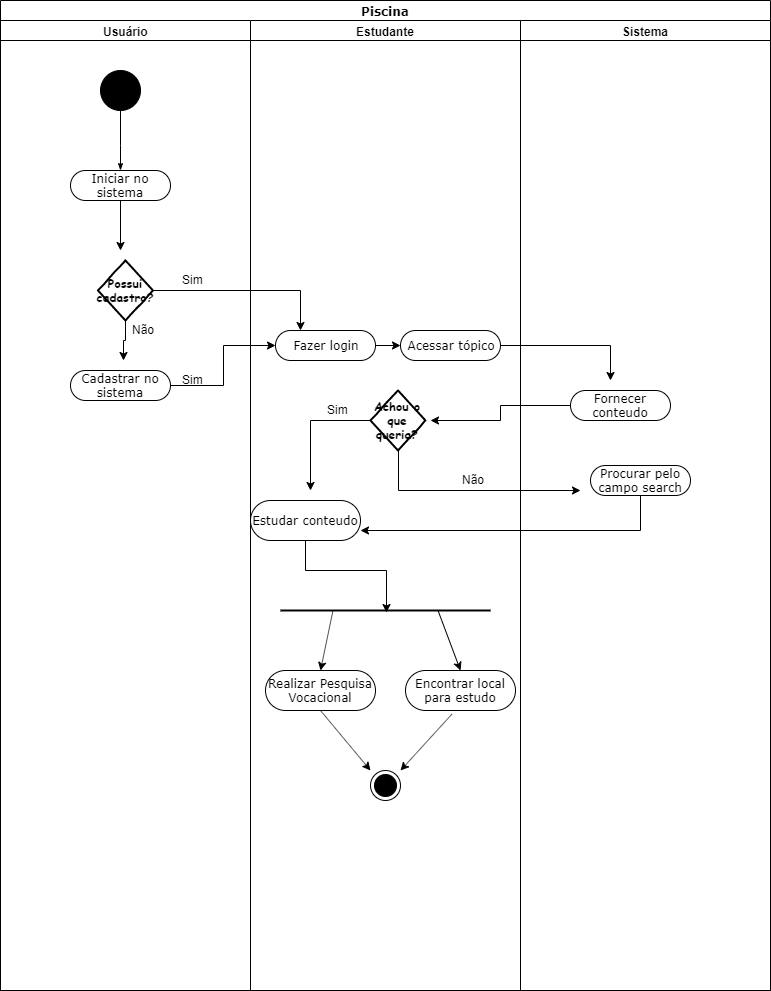 Piscina
Usuário
Estudante
Sistema
Iniciar no
sistema
Possui
cadastro?
Sim
Não
Cadastrar no
sistema
Sim
Fazer login
Acessar tópico
Fornecer
conteudo
Achou o
que
queria?
Sim
Não
Procurar pelo
campo search
Estudar conteudo
Realizar Pesquisa
Vocacional
Encontrar local
para estudo